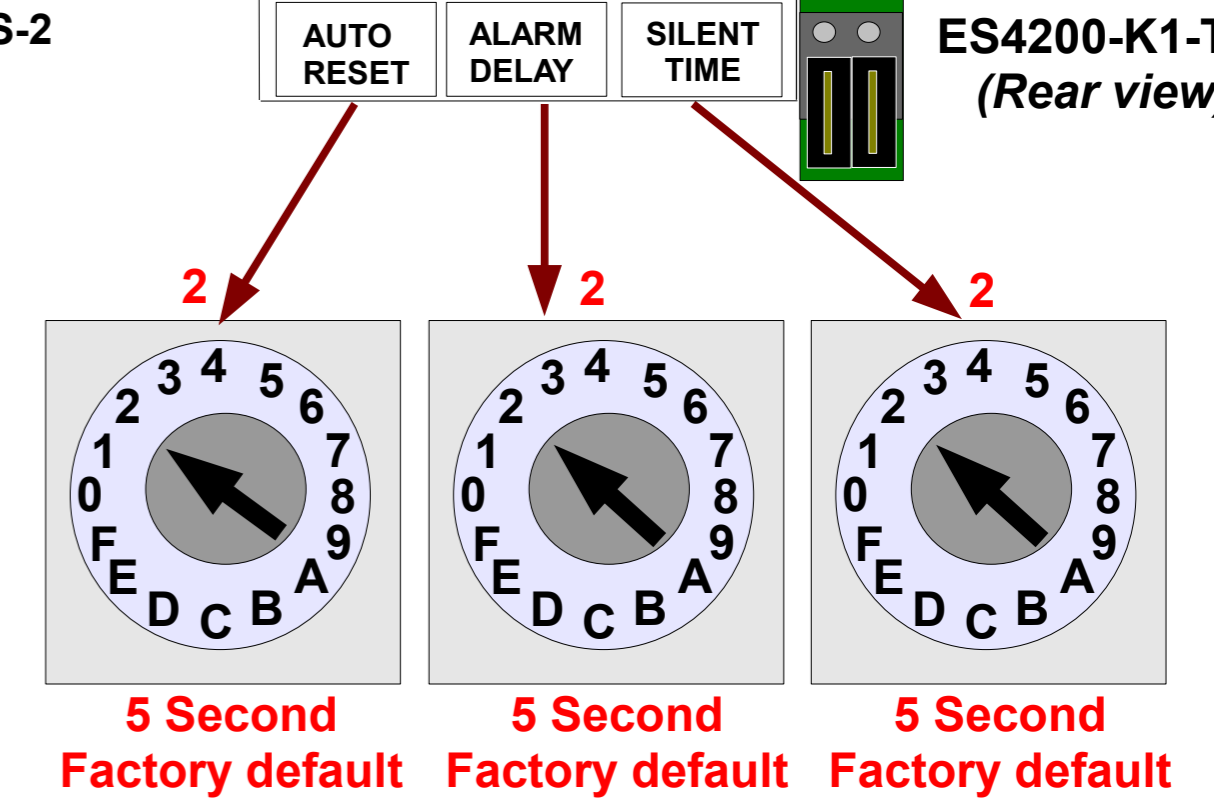 S-2
AUTO
RESET
ALARM
DELAY
SILENT
TIME
ES4200-K1-T
(Rear view)
2
2
2
0 1 2 3 4 5 6 7 8 9 A B C D E F
0 1 2 3 4 5 6 7 8 9 A B C D E F
0 1 2 3 4 5 6 7 8 9 A B C D E F
5 Second
Factory default
5 Second
Factory default
5 Second
Factory default